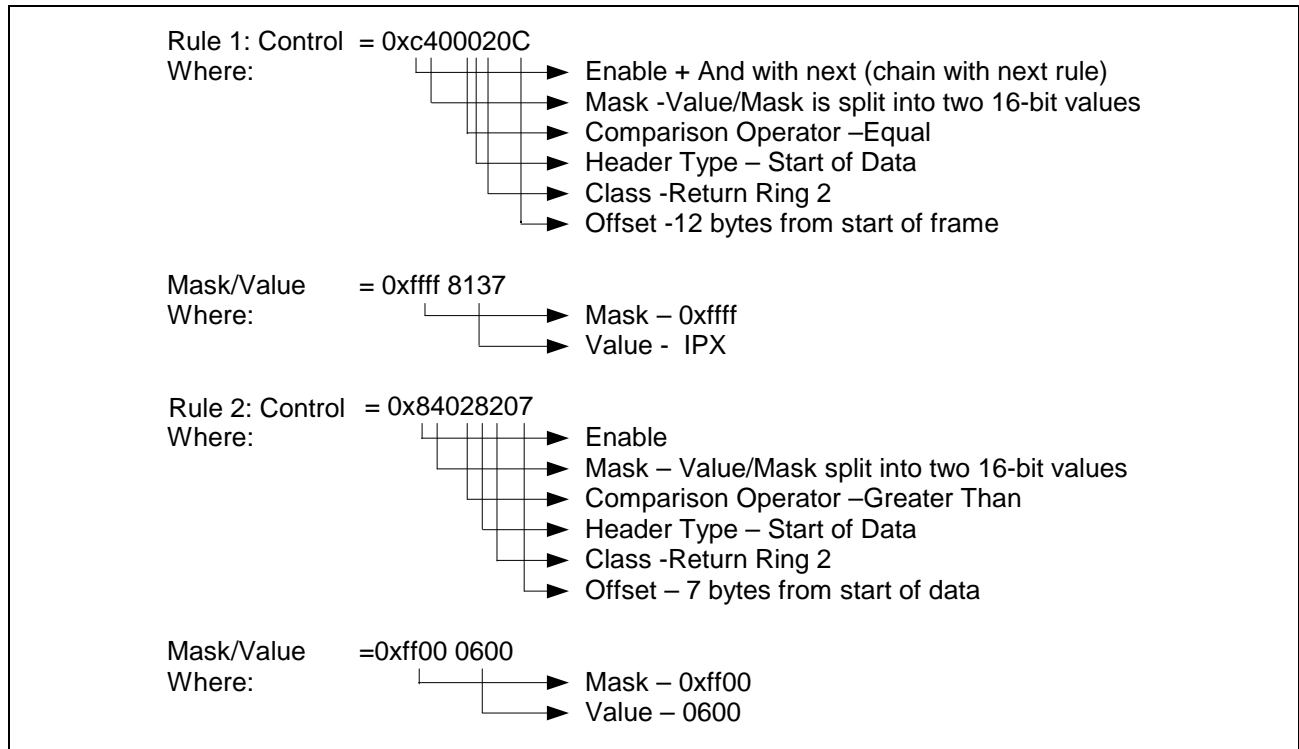 Rule 1: Control = 0xc400020C
Where:
Enable + And with next (chain with next rule)
Mask -Value/Mask is split into two 16-bit values
Comparison Operator –Equal
Header Type – Start of Data
Class -Return Ring 2
Offset -12 bytes from start of frame
Mask/Value = 0xffff 8137
Where:
Mask – 0xffff
Value - IPX
Rule 2: Control = 0x84028207
Where:
Enable
Mask – Value/Mask split into two 16-bit values
Comparison Operator –Greater Than
Header Type – Start of Data
Class -Return Ring 2
Offset – 7 bytes from start of data
Mask/Value =0xff00 0600
Where:
Mask – 0xff00
Value – 0600